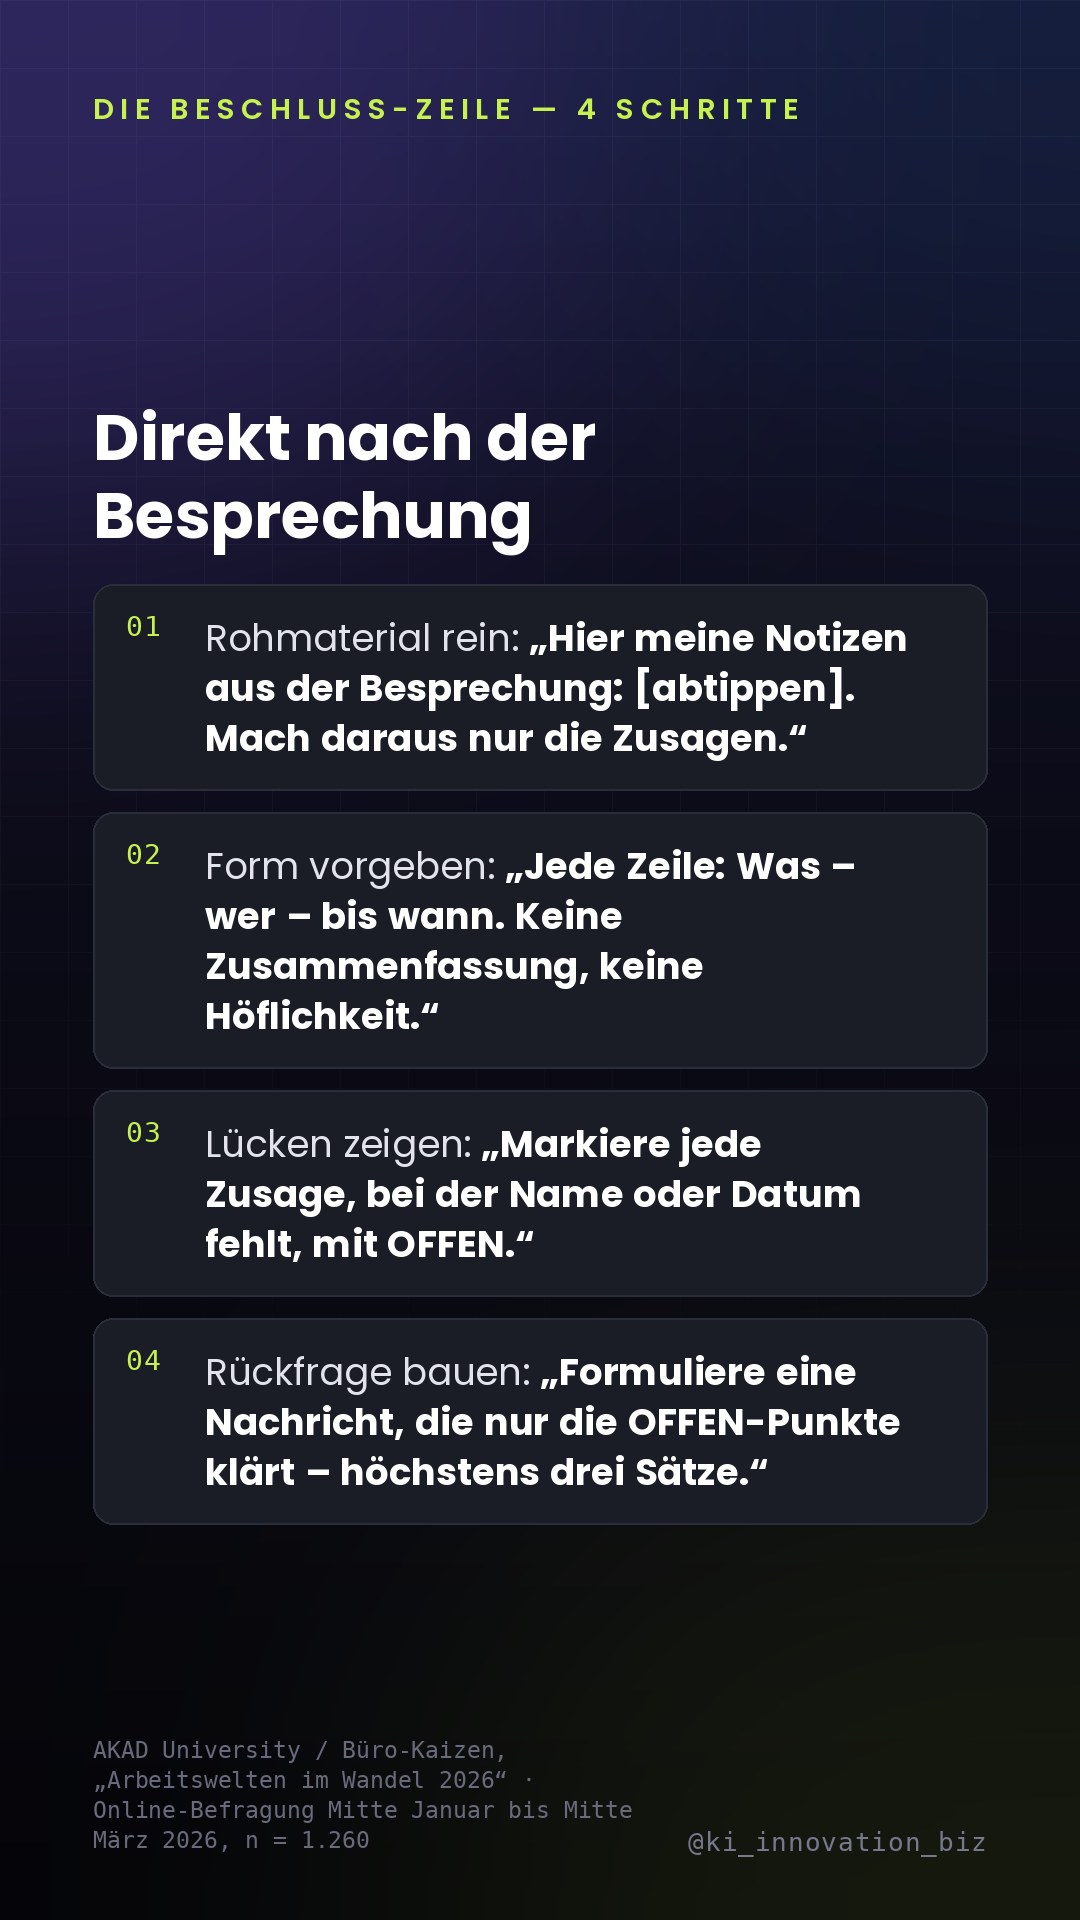 DIE BESCHLUSS-ZEILE — 4 SCHRITTE
Direkt nach der
Besprechung
01
Rohmaterial rein: „Hier meine Notizen
aus der Besprechung: [abtippen].
Mach daraus nur die Zusagen.“
02
Form vorgeben: „Jede Zeile: Was –
wer – bis wann. Keine
Zusammenfassung, keine
Höflichkeit.“
03
Lücken zeigen: „Markiere jede
Zusage, bei der Name oder Datum
fehlt, mit OFFEN.“
04
Rückfrage bauen: „Formuliere eine
Nachricht, die nur die OFFEN-Punkte
klärt – höchstens drei Sätze.“
AKAD University / Büro-Kaizen,
„Arbeitswelten im Wandel 2026“ ·
Online-Befragung Mitte Januar bis Mitte
März 2026, n = 1.260
@ki_innovation_biz